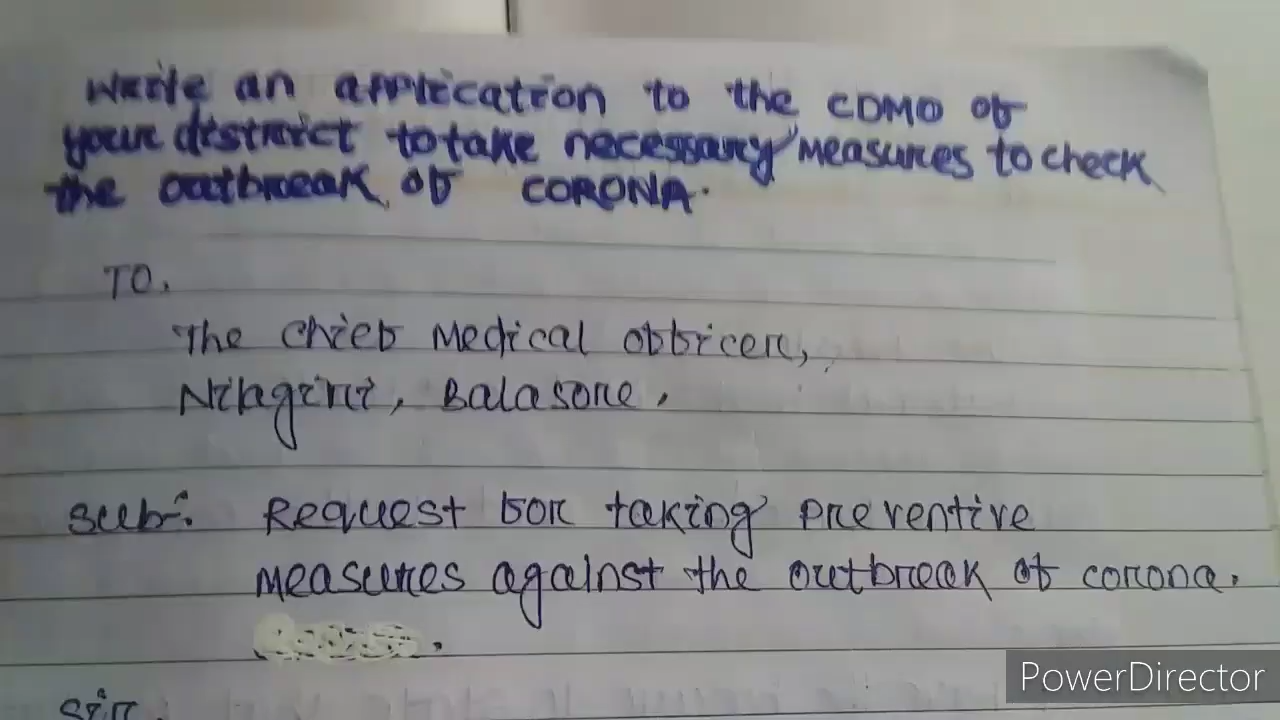 Write an application to the CDMO of
your district to take necessary measures to check
the outbreak of CORONA.
TO,
The Chief Medical Officer,
Nilagiri, Balasore,
Sub:- Request for taking preventive
measures against the outbreak of corona.
Sir,
PowerDirector